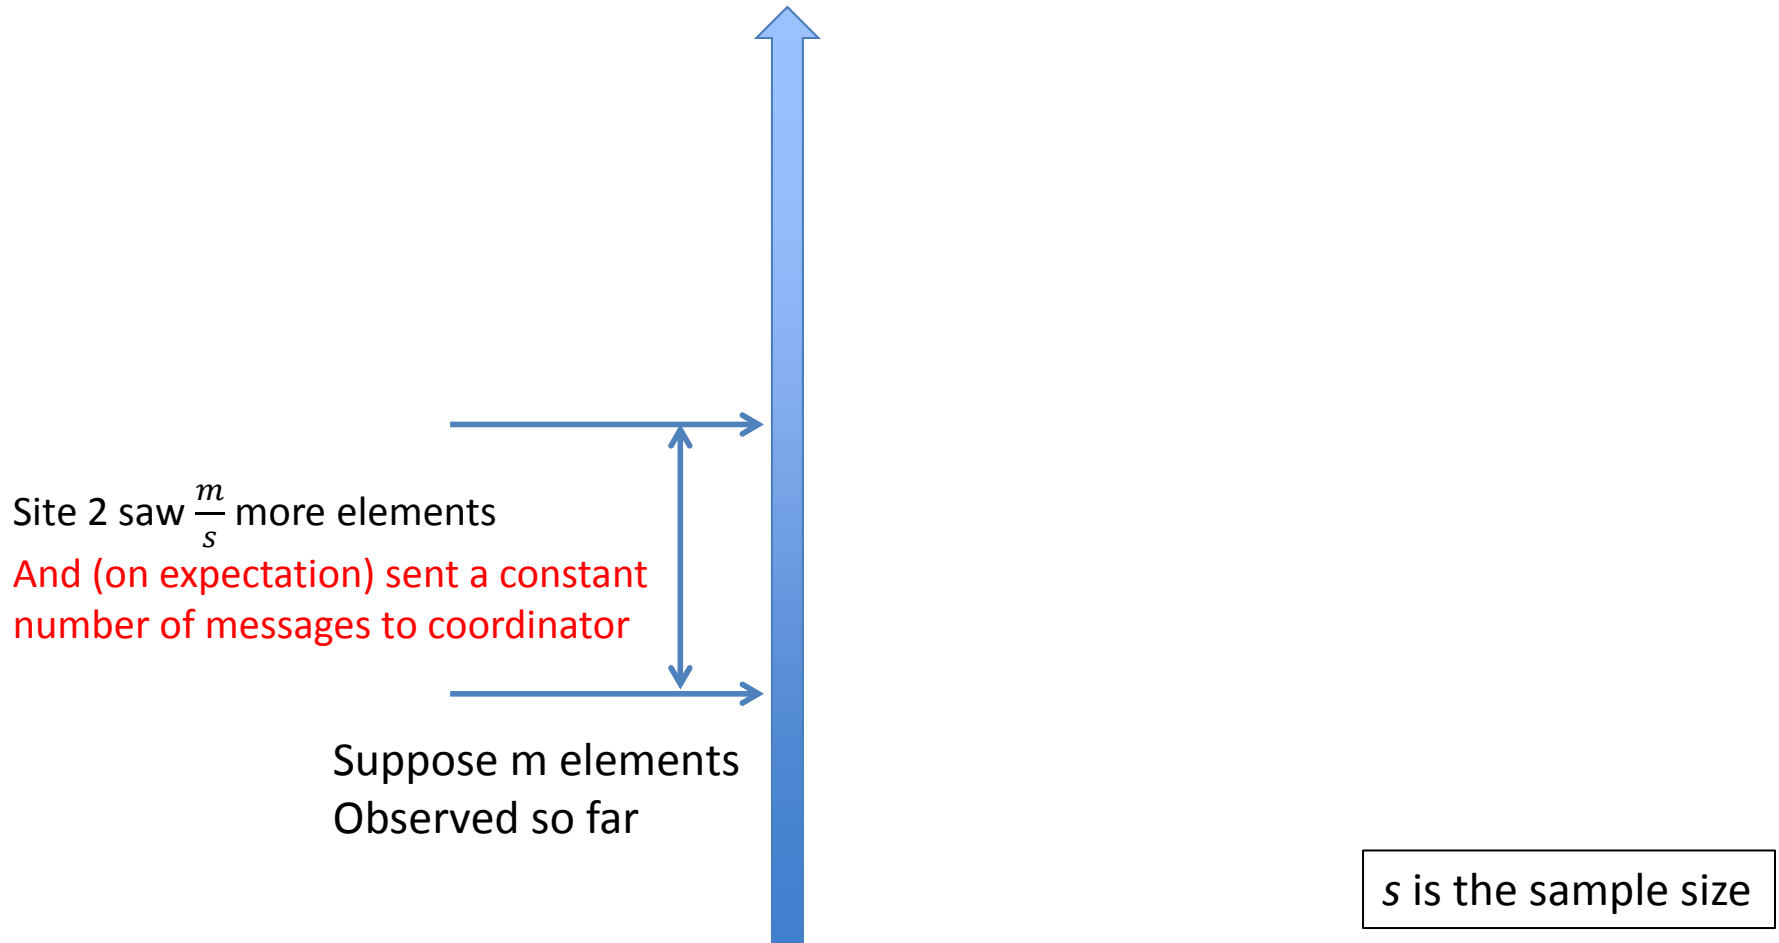 Site 2 saw $\frac{m}{s}$ more elements
And (on expectation) sent a constant
number of messages to coordinator
Suppose m elements
Observed so far
s is the sample size